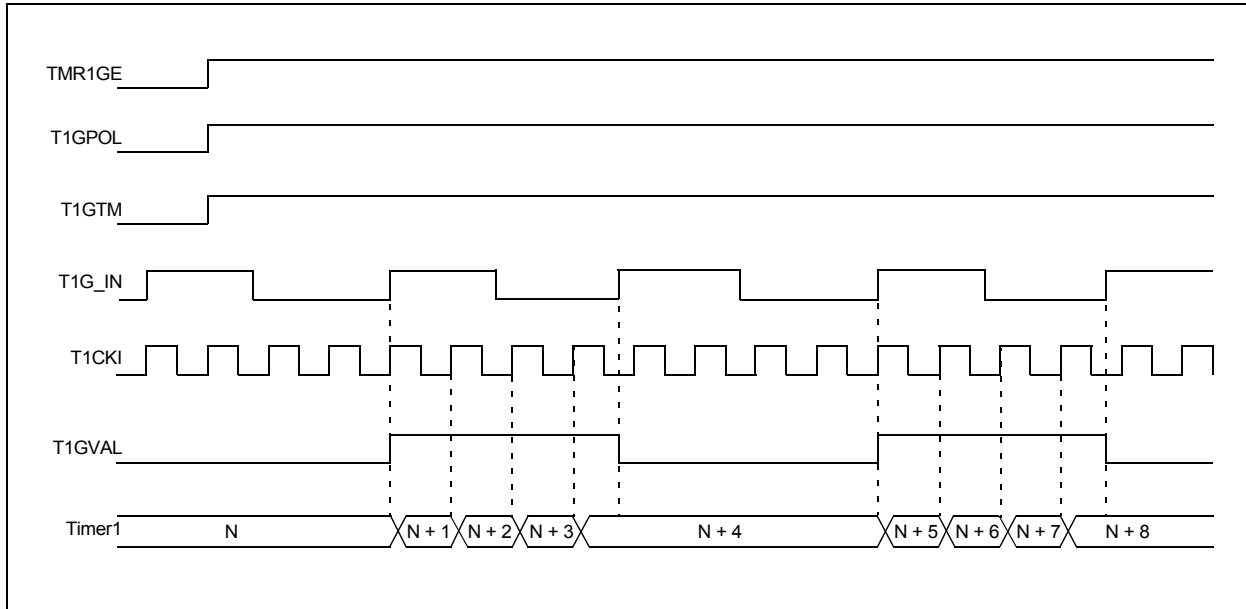 TMR1GE
T1GPOL
T1GTM
T1G_IN
T1CKI
T1GVAL
Timer1 N N + 1 N + 2 N + 3 N + 4 N + 5 N + 6 N + 7 N + 8